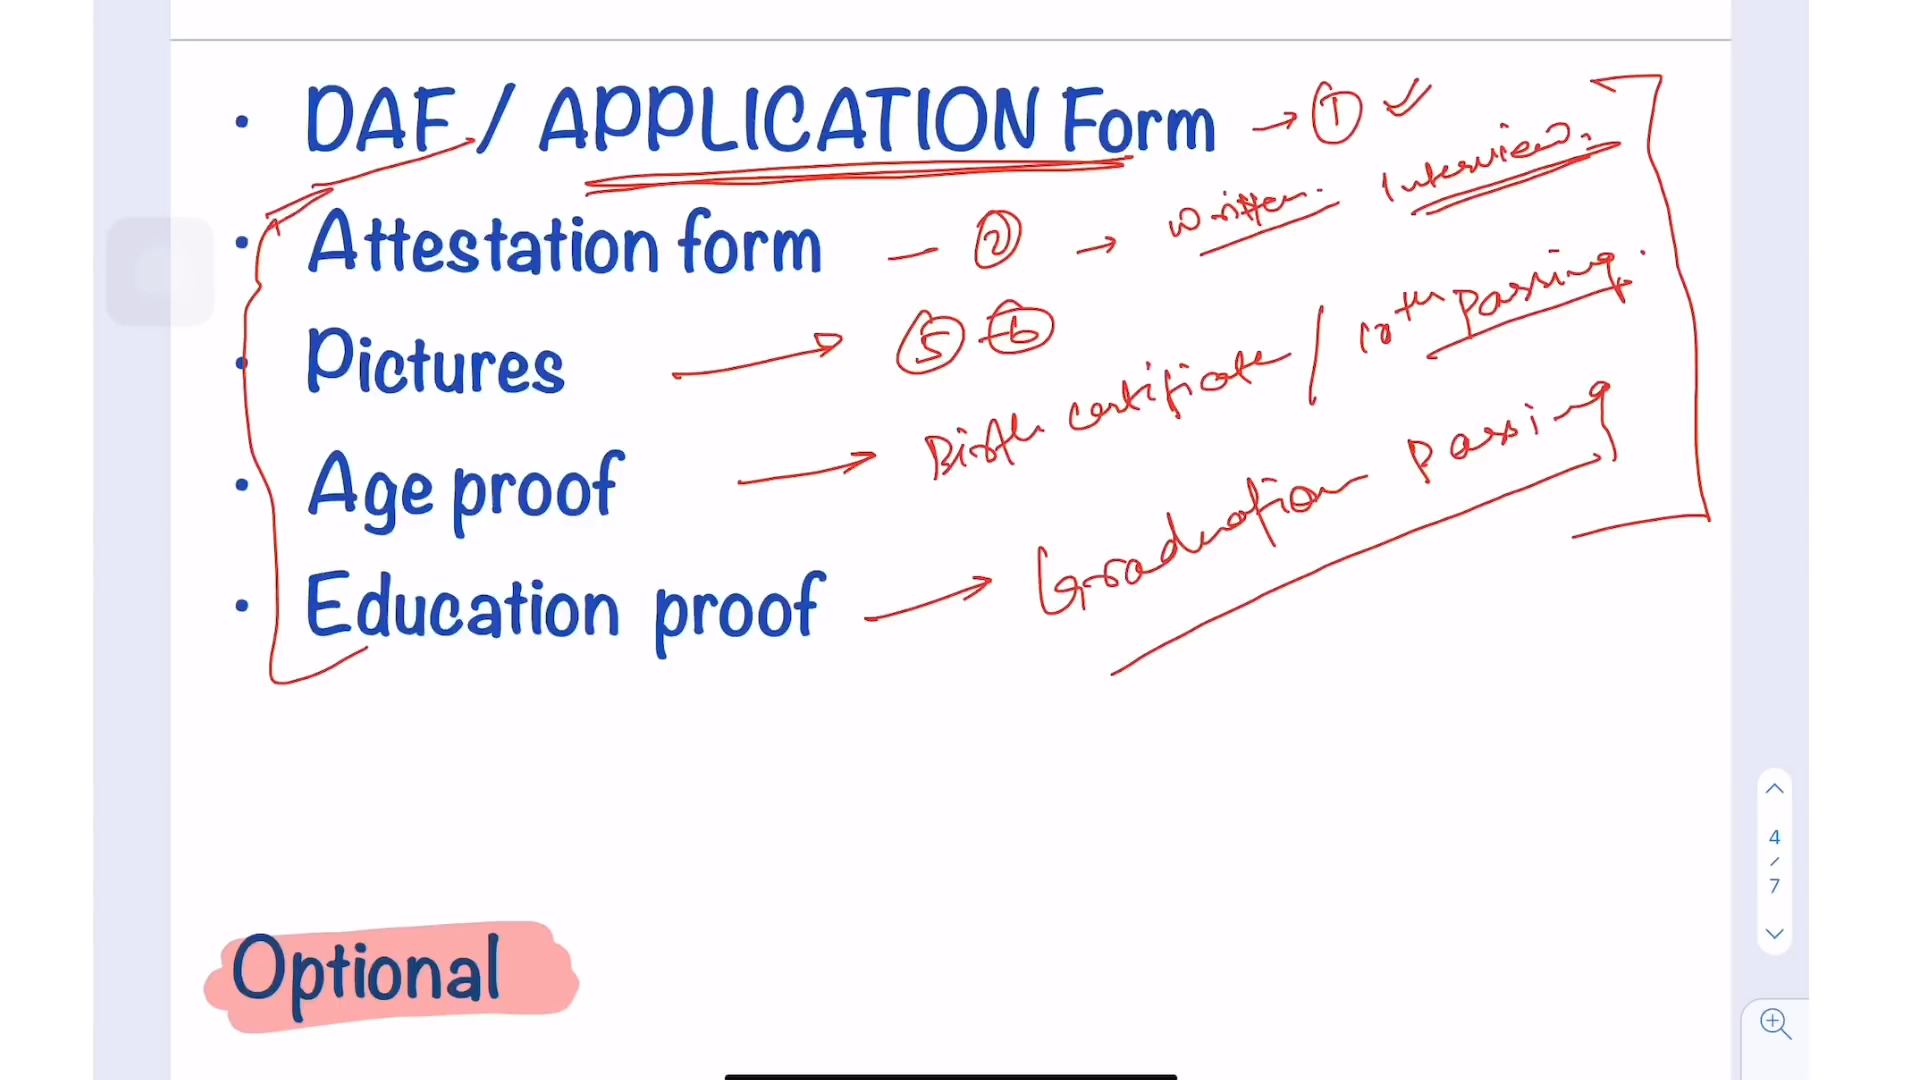 • DAF / APPLICATION Form → ① ✓
Written. Interview.
• Attestation form – ② →
• Pictures → ⑤ ⑥
10th passing.
• Age proof → Birth certificate /
• Education proof → Graduation passing
Optional
4
/
7